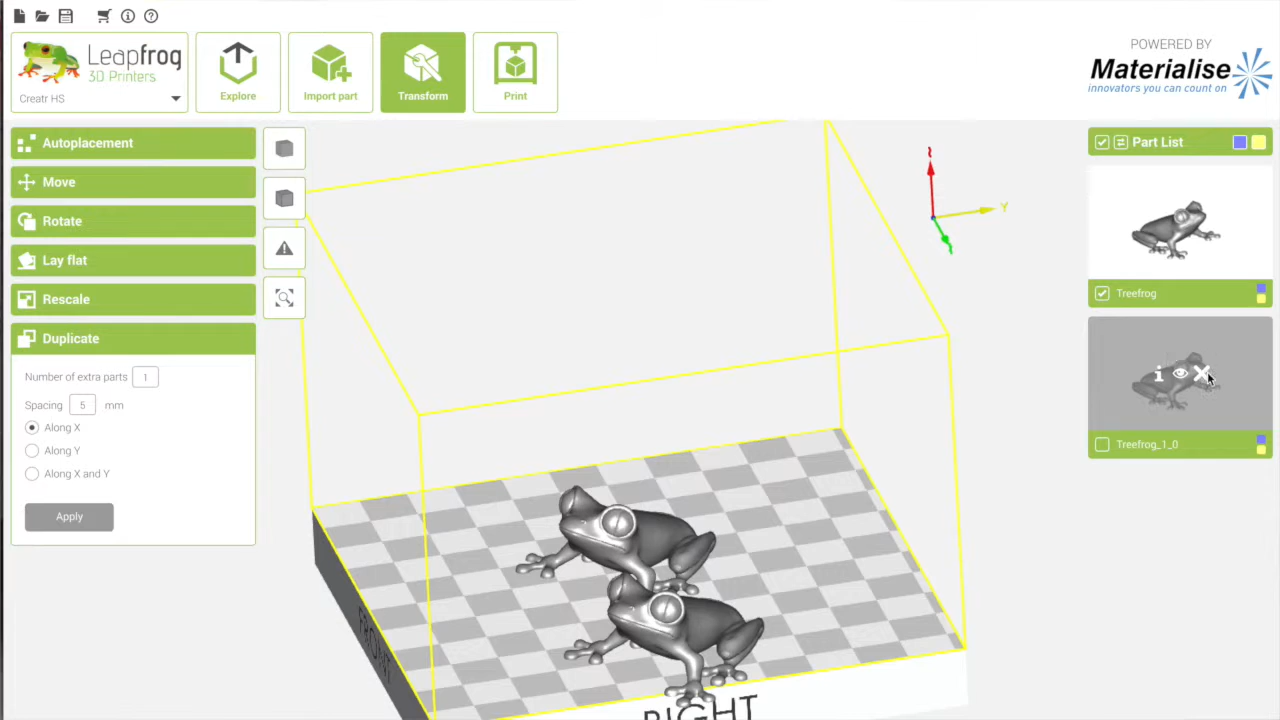 Leapfrog
3D Printers
Creatr HS
Explore
Import part
Transform
Print
POWERED BY
Materialise
innovators you can count on
Autoplacement
Move
Rotate
Lay flat
Rescale
Duplicate
Number of extra parts 1
Spacing 5 mm
Along X
Along Y
Along X and Y
Apply
Part List
Treefrog
Treefrog_1_0
Y
FRONT
RIGHT